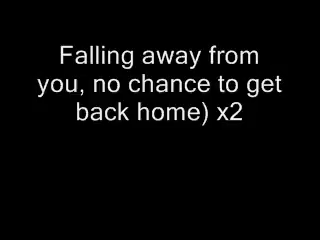 Falling away from
you, no chance to get
back home) x2